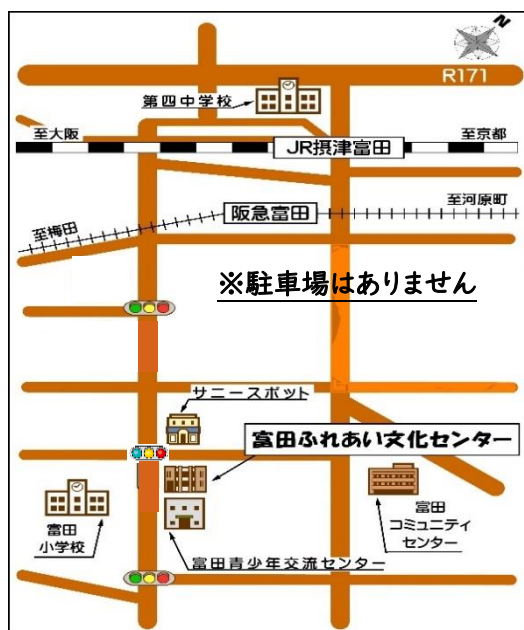 R171
第四中学校
至大阪
至京都
JR摂津富田
至河原町
阪急富田
至梅田
※駐車場はありません
サニースポット
富田ふれあい文化センター
富田
小学校
富田
コミュニティ
センター
富田青少年交流センター